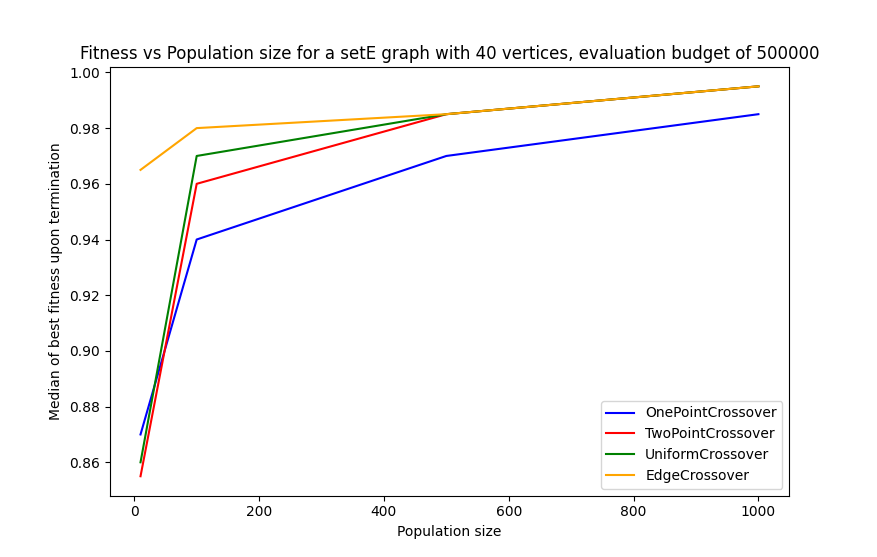 Fitness vs Population size for a setE graph with 40 vertices, evaluation budget of 500000
Median of best fitness upon termination
1.00
0.98
0.96
0.94
0.92
0.90
0.88
0.86
OnePointCrossover
TwoPointCrossover
UniformCrossover
EdgeCrossover
0 200 400 600 800 1000
Population size